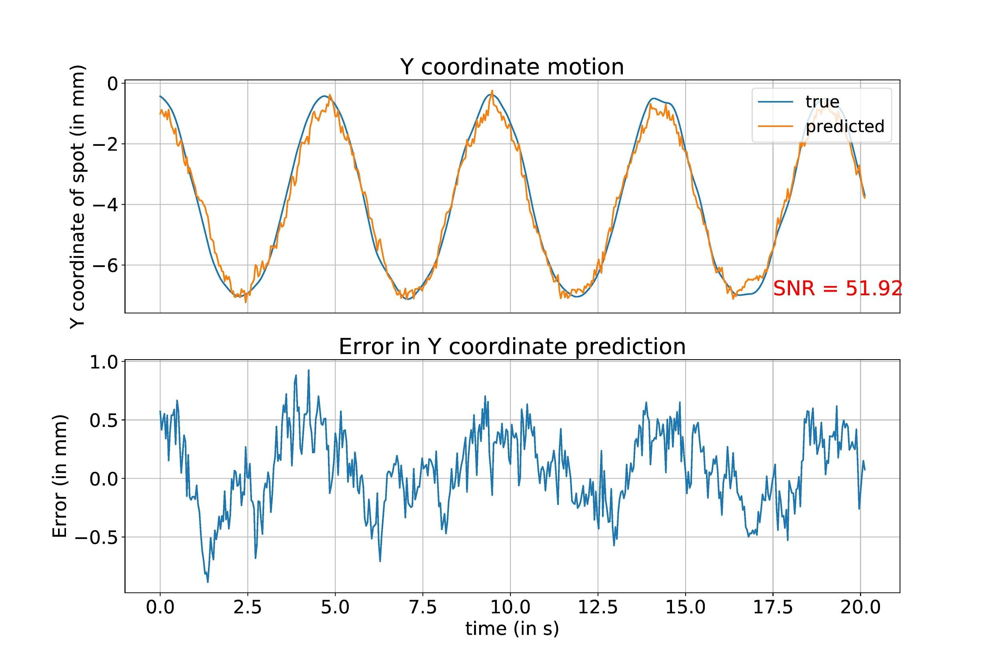 Y coordinate motion
Y coordinate of spot (in mm)
0
−2
−4
−6
true
predicted
SNR = 51.92
Error in Y coordinate prediction
Error (in mm)
1.0
0.5
0.0
−0.5
0.0 2.5 5.0 7.5 10.0 12.5 15.0 17.5 20.0
time (in s)